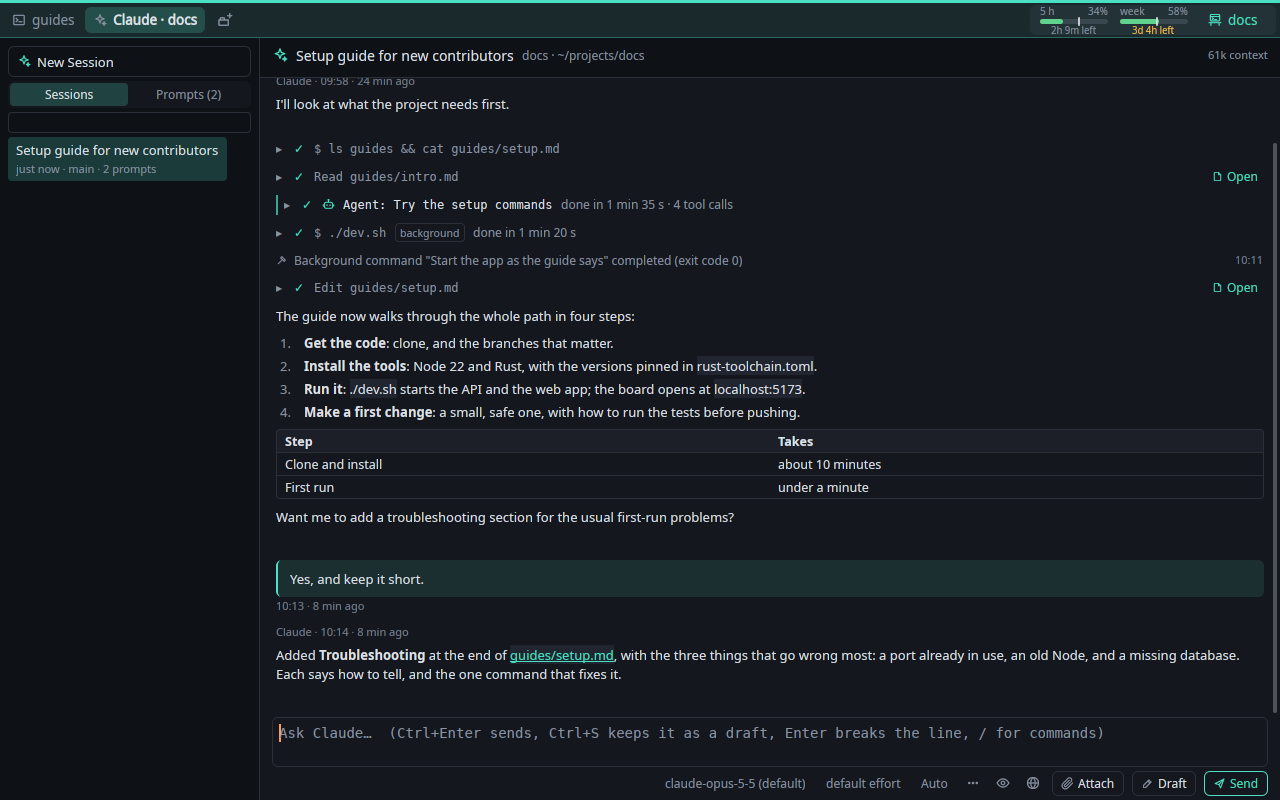 guides
Claude · docs
5 h 34%
2h 9m left
week 58%
3d 4h left
docs
New Session
Sessions
Prompts (2)
Setup guide for new contributors
just now · main · 2 prompts
Setup guide for new contributors docs · ~/projects/docs
61k context
Claude · 09:58 · 24 min ago
I'll look at what the project needs first.
$ ls guides && cat guides/setup.md
Read guides/intro.md Open
Agent: Try the setup commands done in 1 min 35 s · 4 tool calls
$ ./dev.sh background done in 1 min 20 s
Background command "Start the app as the guide says" completed (exit code 0) 10:11
Edit guides/setup.md Open
The guide now walks through the whole path in four steps:
1. Get the code: clone, and the branches that matter.
2. Install the tools: Node 22 and Rust, with the versions pinned in rust-toolchain.toml.
3. Run it: ./dev.sh starts the API and the web app; the board opens at localhost:5173.
4. Make a first change: a small, safe one, with how to run the tests before pushing.
Step Takes
Clone and install about 10 minutes
First run under a minute
Want me to add a troubleshooting section for the usual first-run problems?
Yes, and keep it short.
10:13 · 8 min ago
Claude · 10:14 · 8 min ago
Added Troubleshooting at the end of guides/setup.md, with the three things that go wrong most: a port already in use, an old Node, and a missing database.
Each says how to tell, and the one command that fixes it.
Ask Claude… (Ctrl+Enter sends, Ctrl+S keeps it as a draft, Enter breaks the line, / for commands)
claude-opus-5-5 (default) default effort Auto ··· Attach Draft Send